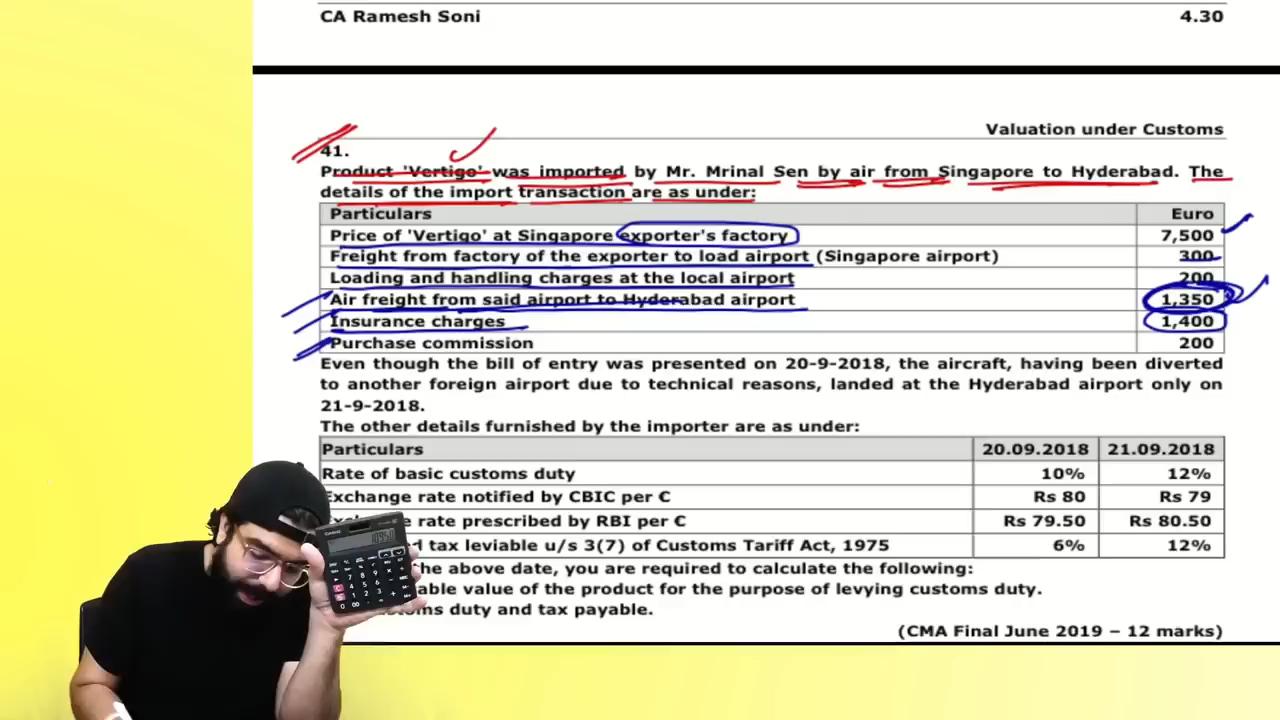 CA Ramesh Soni 4.30
Valuation under Customs
41.
Product 'Vertigo' was imported by Mr. Mrinal Sen by air from Singapore to Hyderabad. The
details of the import transaction are as under:
Particulars Euro
Price of 'Vertigo' at Singapore exporter's factory 7,500
Freight from factory of the exporter to load airport (Singapore airport) 300
Loading and handling charges at the local airport 200
Air freight from said airport to Hyderabad airport 1,350
Insurance charges 1,400
Purchase commission 200
Even though the bill of entry was presented on 20-9-2018, the aircraft, having been diverted
to another foreign airport due to technical reasons, landed at the Hyderabad airport only on
21-9-2018.
The other details furnished by the importer are as under:
Particulars 20.09.2018 21.09.2018
Rate of basic customs duty 10% 12%
Exchange rate notified by CBIC per € Rs 80 Rs 79
rate prescribed by RBI per € Rs 79.50 Rs 80.50
tax leviable u/s 3(7) of Customs Tariff Act, 1975 6% 12%
he above date, you are required to calculate the following:
able value of the product for the purpose of levying customs duty.
oms duty and tax payable.
(CMA Final June 2019 – 12 marks)